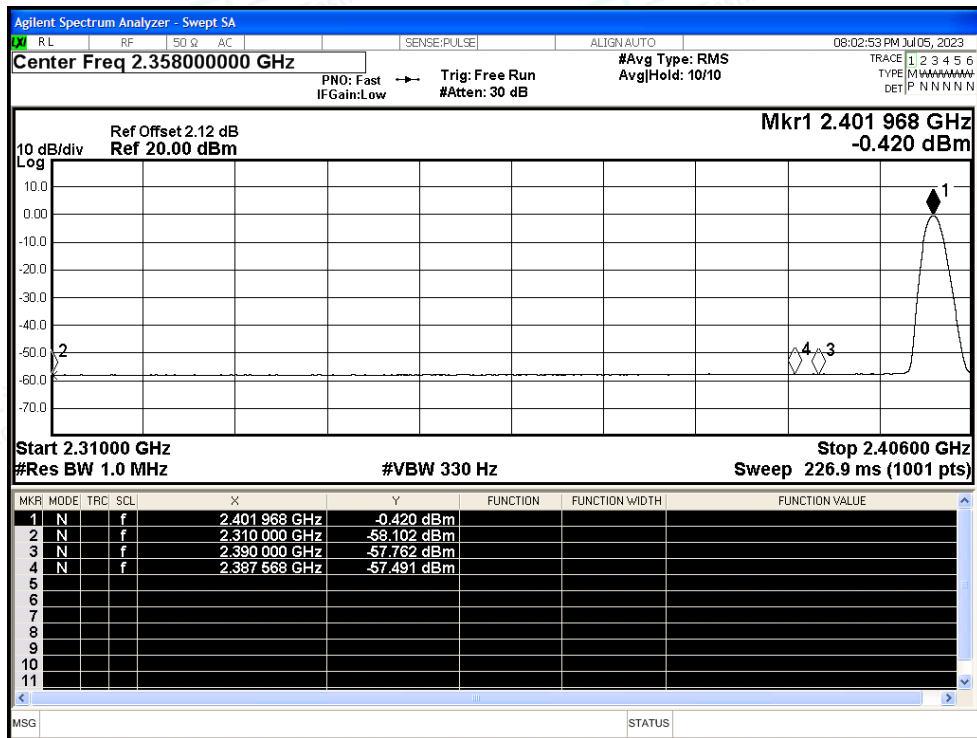 Agilent Spectrum Analyzer - Swept SA
LXI RL RF 50 Ω AC SENSE:PULSE ALIGN AUTO 08:02:53 PM Jul 05, 2023
Center Freq 2.358000000 GHz
PNO: Fast
IFGain:Low
Trig: Free Run
#Atten: 30 dB
#Avg Type: RMS
Avg|Hold: 10/10
TRACE 1 2 3 4 5 6
TYPE M W W W W W
DET P N N N N N
Mkr1 2.401 968 GHz
-0.420 dBm
Ref Offset 2.12 dB
10 dB/div Ref 20.00 dBm
Log
10.0
0.00
-10.0
-20.0
-30.0
-40.0
-50.0
-60.0
-70.0
1
2
4 3
Start 2.31000 GHz Stop 2.40600 GHz
#Res BW 1.0 MHz #VBW 330 Hz Sweep 226.9 ms (1001 pts)
MKR MODE TRC SCL X Y FUNCTION FUNCTION WIDTH FUNCTION VALUE
1 N f 2.401 968 GHz -0.420 dBm
2 N f 2.310 000 GHz -58.102 dBm
3 N f 2.390 000 GHz -57.762 dBm
4 N f 2.387 568 GHz -57.491 dBm
5
6
7
8
9
10
11
MSG STATUS